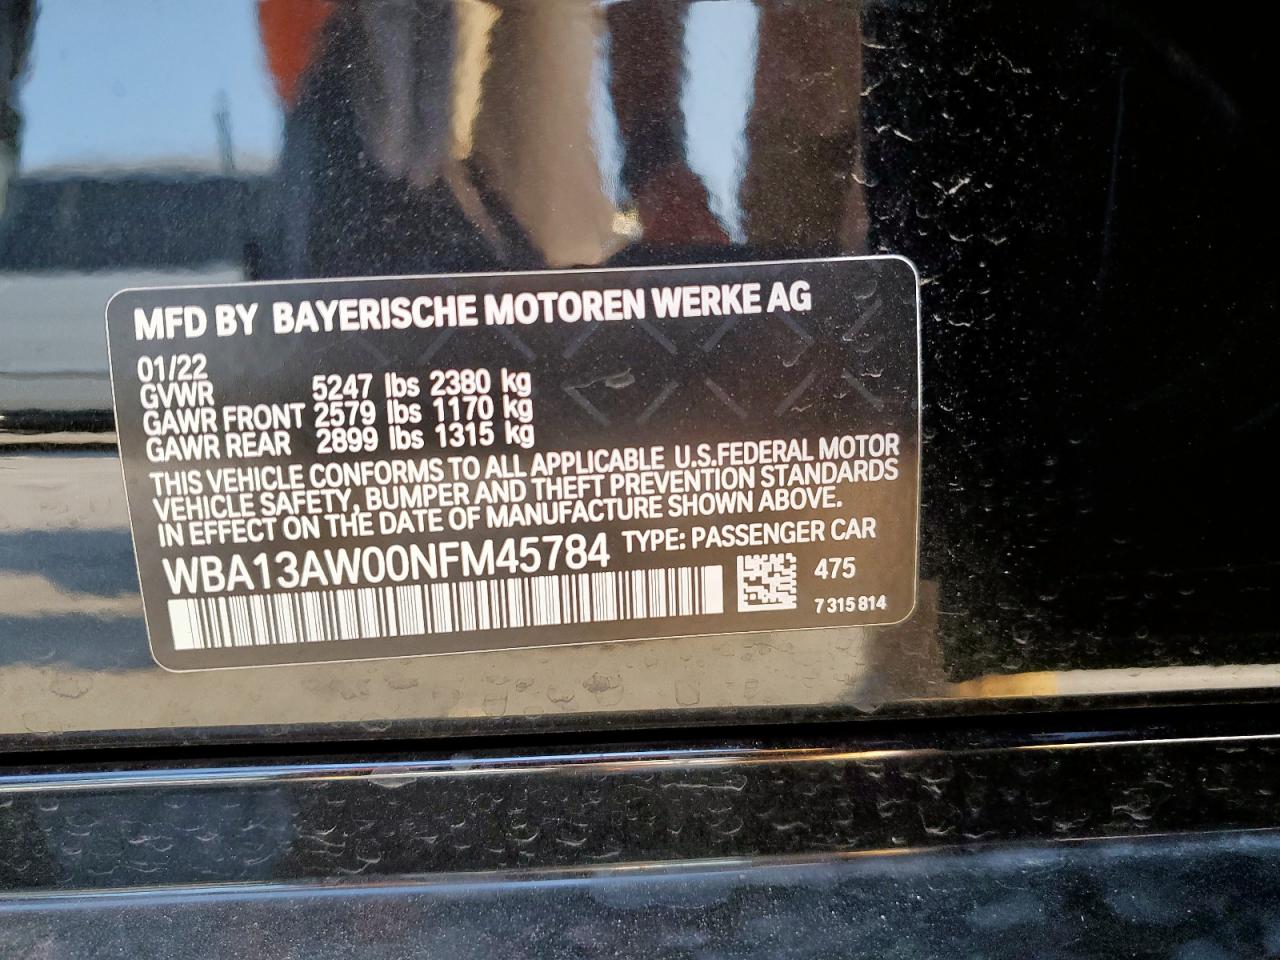 MFD BY BAYERISCHE MOTOREN WERKE AG
01/22
GVWR 5247 lbs 2380 kg
GAWR FRONT 2579 lbs 1170 kg
GAWR REAR 2899 lbs 1315 kg
THIS VEHICLE CONFORMS TO ALL APPLICABLE U.S.FEDERAL MOTOR
VEHICLE SAFETY, BUMPER AND THEFT PREVENTION STANDARDS
IN EFFECT ON THE DATE OF MANUFACTURE SHOWN ABOVE.
WBA13AW00NFM45784 TYPE: PASSENGER CAR
475
7 315 814